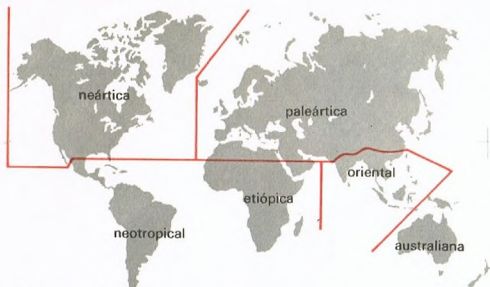 neártica
paleártica
oriental
etiópica
neotropical
australiana